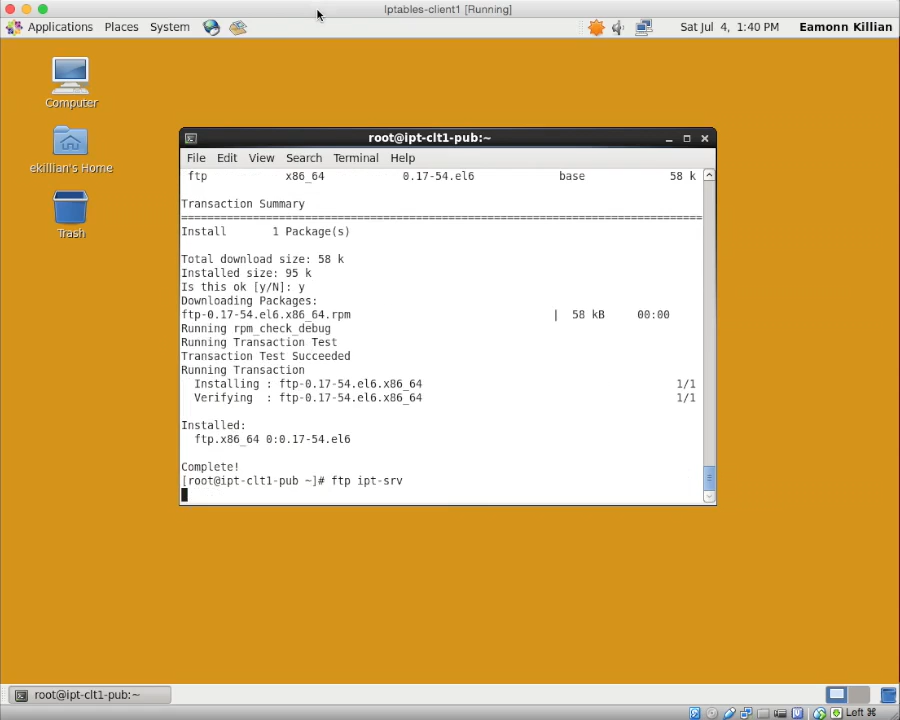 Iptables-client1 [Running]
Applications Places System Sat Jul 4, 1:40 PM Eamonn Killian
Computer
ekillian's Home
Trash
root@ipt-clt1-pub:~
File Edit View Search Terminal Help
ftp x86_64 0.17-54.el6 base 58 k
Transaction Summary
================================================================================
Install 1 Package(s)
Total download size: 58 k
Installed size: 95 k
Is this ok [y/N]: y
Downloading Packages:
ftp-0.17-54.el6.x86_64.rpm | 58 kB 00:00
Running rpm_check_debug
Running Transaction Test
Transaction Test Succeeded
Running Transaction
Installing : ftp-0.17-54.el6.x86_64 1/1
Verifying : ftp-0.17-54.el6.x86_64 1/1
Installed:
ftp.x86_64 0:0.17-54.el6
Complete!
[root@ipt-clt1-pub ~]# ftp ipt-srv
root@ipt-clt1-pub:~
Left ⌘